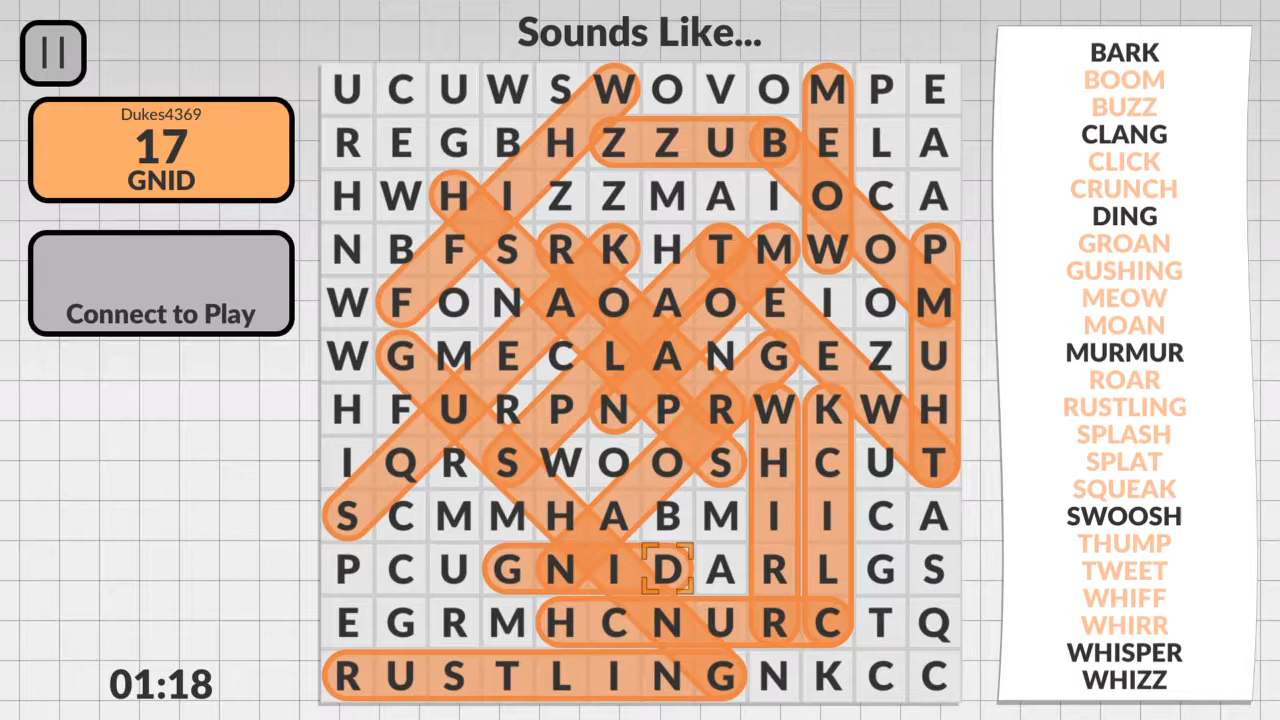 Sounds Like...
Dukes4369
17
GNID
Connect to Play
01:18
U C U W S W O V O M P E
R E G B H Z Z U B E L A
H W H I Z Z M A I O C A
N B F S R K H T M W O P
W F O N A O A O E I O M
W G M E C L A N G E Z U
H F U R P N P R W K W H
I Q R S W O O S H C U T
S C M M H A B M I I C A
P C U G N I D A R L G S
E G R M H C N U R C T Q
R U S T L I N G N K C C
BARK
BOOM
BUZZ
CLANG
CLICK
CRUNCH
DING
GROAN
GUSHING
MEOW
MOAN
MURMUR
ROAR
RUSTLING
SPLASH
SPLAT
SQUEAK
SWOOSH
THUMP
TWEET
WHIFF
WHIRR
WHISPER
WHIZZ